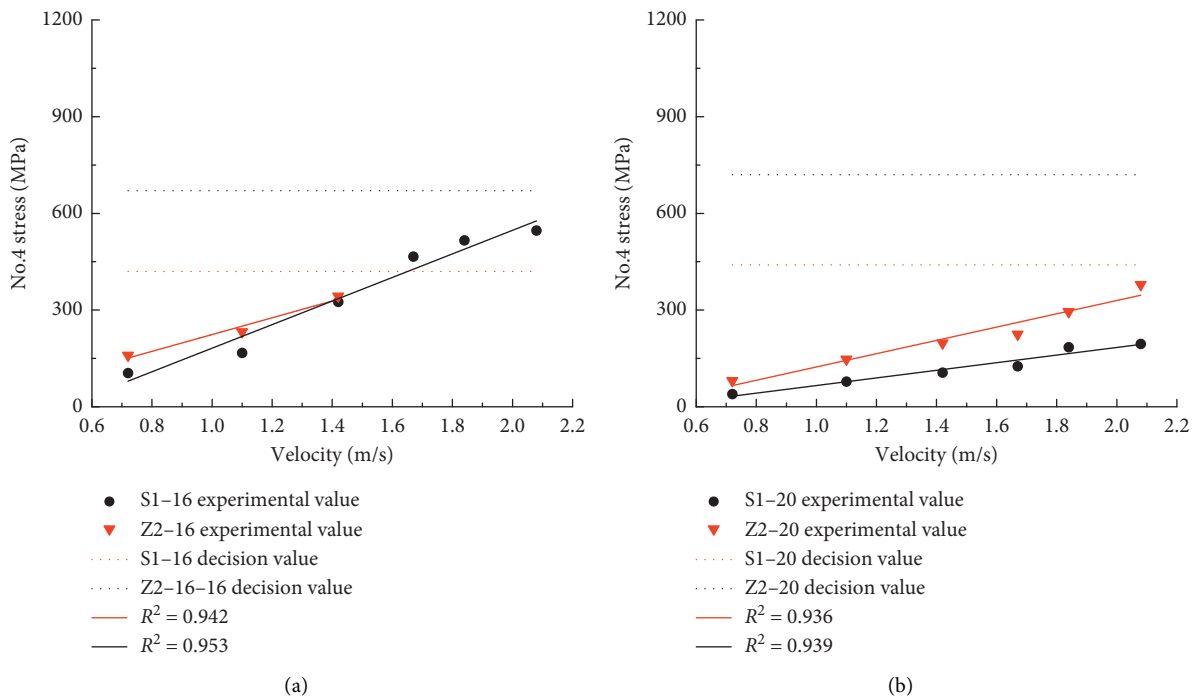 1200
900
600
300
0
No.4 stress (MPa)
0.6 0.8 1.0 1.2 1.4 1.6 1.8 2.0 2.2
Velocity (m/s)
S1–16 experimental value
Z2–16 experimental value
S1–16 decision value
Z2–16–16 decision value
R² = 0.942
R² = 0.953
(a)
1200
900
600
300
0
No.4 stress (MPa)
0.6 0.8 1.0 1.2 1.4 1.6 1.8 2.0 2.2
Velocity (m/s)
S1–20 experimental value
Z2–20 experimental value
S1–20 decision value
Z2–20 decision value
R² = 0.936
R² = 0.939
(b)